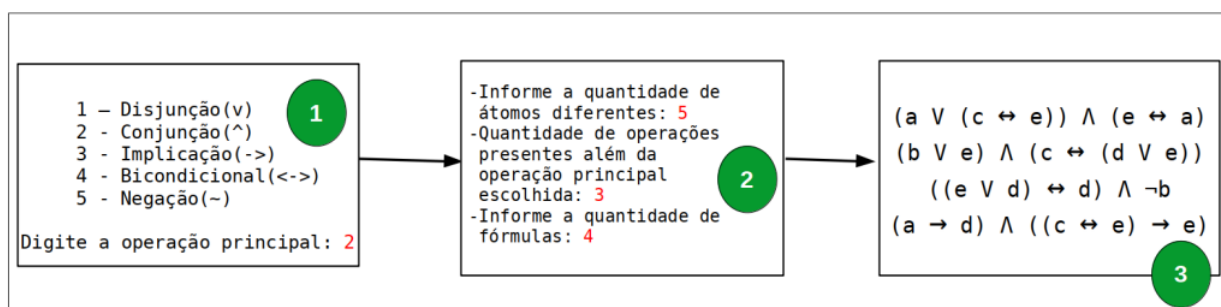 1 – Disjunção(v)
2 - Conjunção(^)
3 - Implicação(->)
4 - Bicondicional(<->)
5 - Negação(~)
Digite a operação principal: 2
1
-Informe a quantidade de
átomos diferentes: 5
-Quantidade de operações
presentes além da
operação principal
escolhida: 3
-Informe a quantidade de
fórmulas: 4
2
(a V (c ↔ e)) Λ (e ↔ a)
(b V e) Λ (c ↔ (d V e))
((e V d) ↔ d) Λ ¬b
(a → d) Λ ((c ↔ e) → e)
3